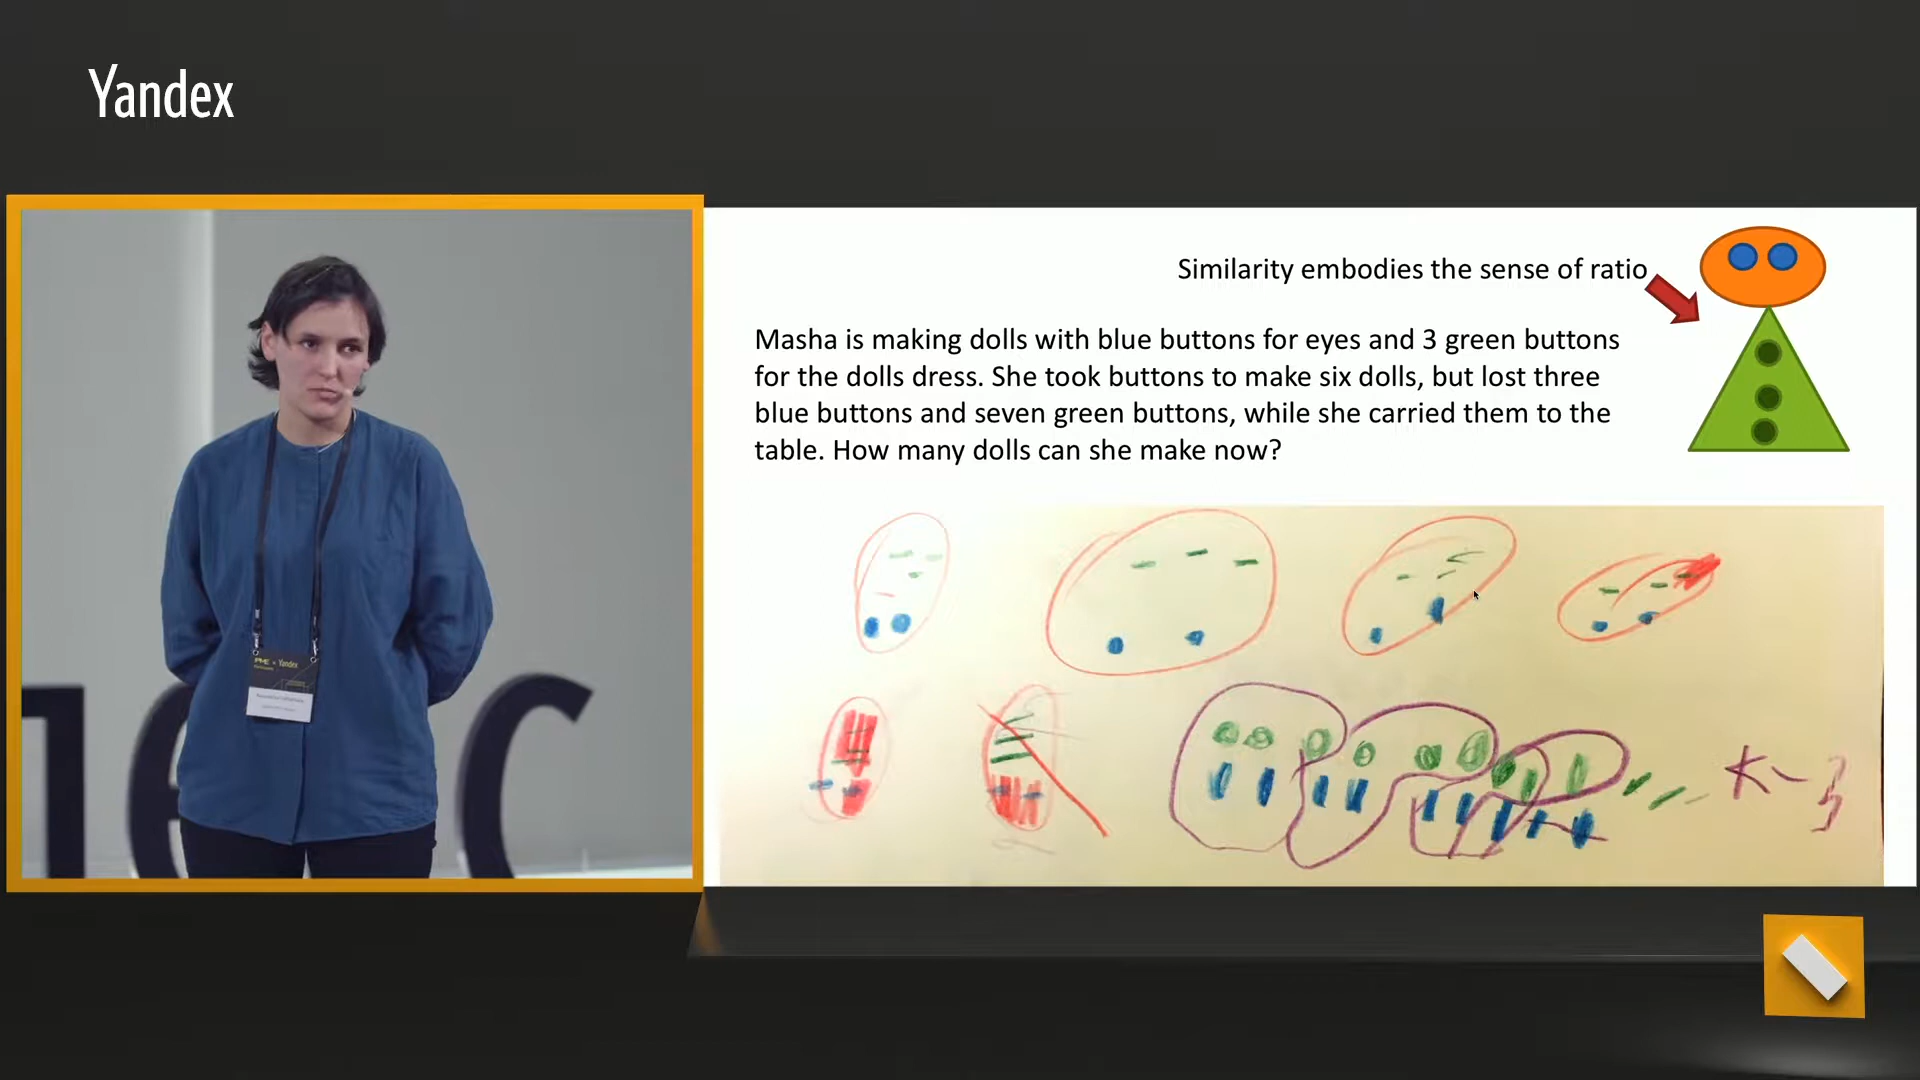 Yandex
Similarity embodies the sense of ratio
Masha is making dolls with blue buttons for eyes and 3 green buttons
for the dolls dress. She took buttons to make six dolls, but lost three
blue buttons and seven green buttons, while she carried them to the
table. How many dolls can she make now?
PME & Yandex